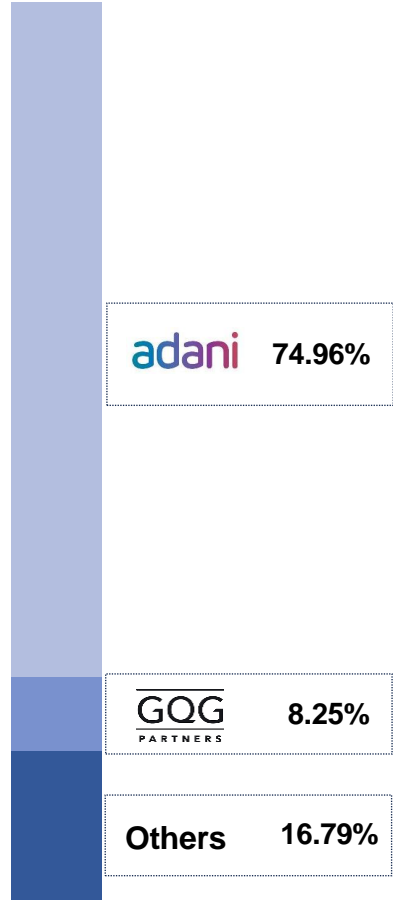 adani 74.96%
GQG
PARTNERS
8.25%
Others 16.79%